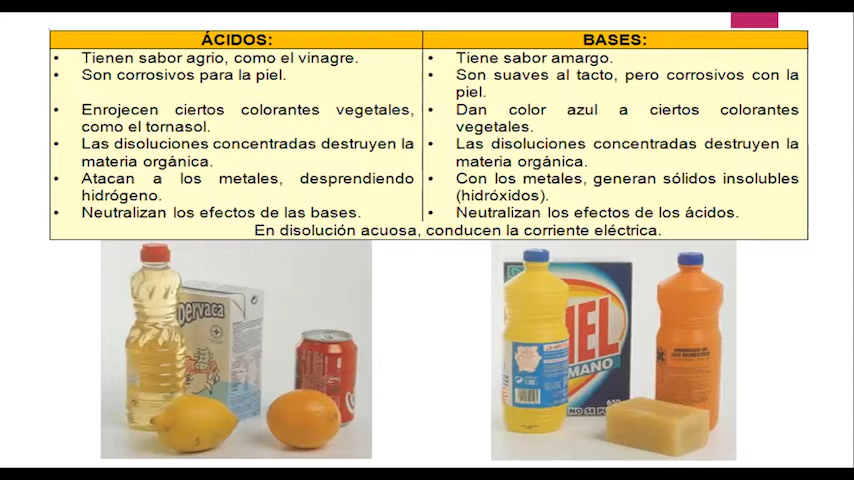 ÁCIDOS:
• Tienen sabor agrio, como el vinagre.
• Son corrosivos para la piel.
• Enrojecen ciertos colorantes vegetales,
como el tornasol.
• Las disoluciones concentradas destruyen la
materia orgánica.
• Atacan a los metales, desprendiendo
hidrógeno.
• Neutralizan los efectos de las bases.
BASES:
• Tiene sabor amargo.
• Son suaves al tacto, pero corrosivos con la
piel.
• Dan color azul a ciertos colorantes
vegetales.
• Las disoluciones concentradas destruyen la
materia orgánica.
• Con los metales, generan sólidos insolubles
(hidróxidos).
• Neutralizan los efectos de los ácidos.
En disolución acuosa, conducen la corriente eléctrica.
Dervaca
IEL
MANO
NO SE PU